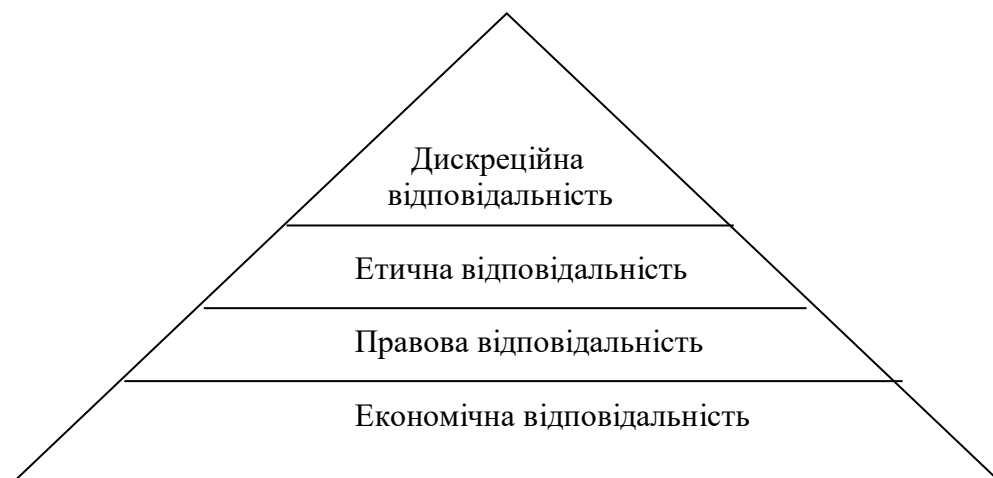 Дискреційна
відповідальність
Етична відповідальність
Правова відповідальність
Економічна відповідальність